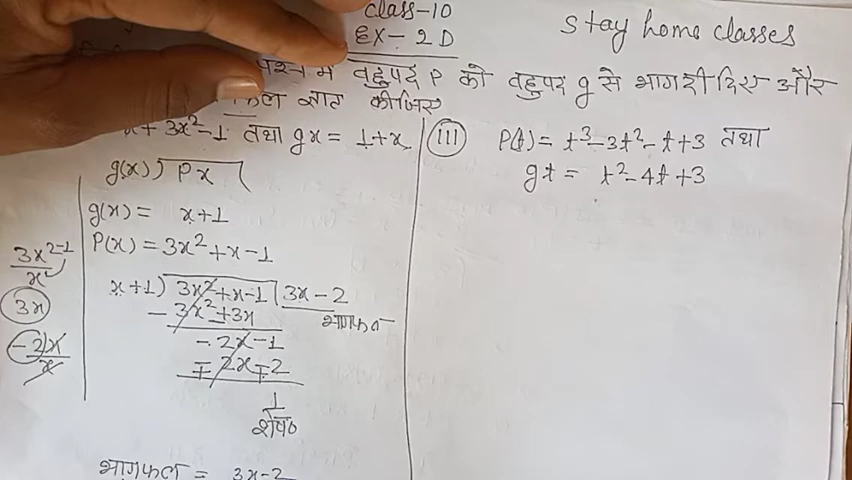 Class-10
EX-2D
Stay home classes
में बहुपद P को बहुपद g से भाग दीजिए और
ज्ञात कीजिए
x + 3x²-1 तथा gx = 1+x
g(x)) Px
g(x) = x+1
P(x) = 3x²+x-1
3x²-1
x
3x
-2x
x
x+1) 3x²+x-1 3x-2
- 3x²+3x भागफल
- 2x-1
∓ 2x∓2
1
शेष०
भागफल = 3x-2
III P(t) = t³-3t²-t+3 तथा
gt = t²-4t+3